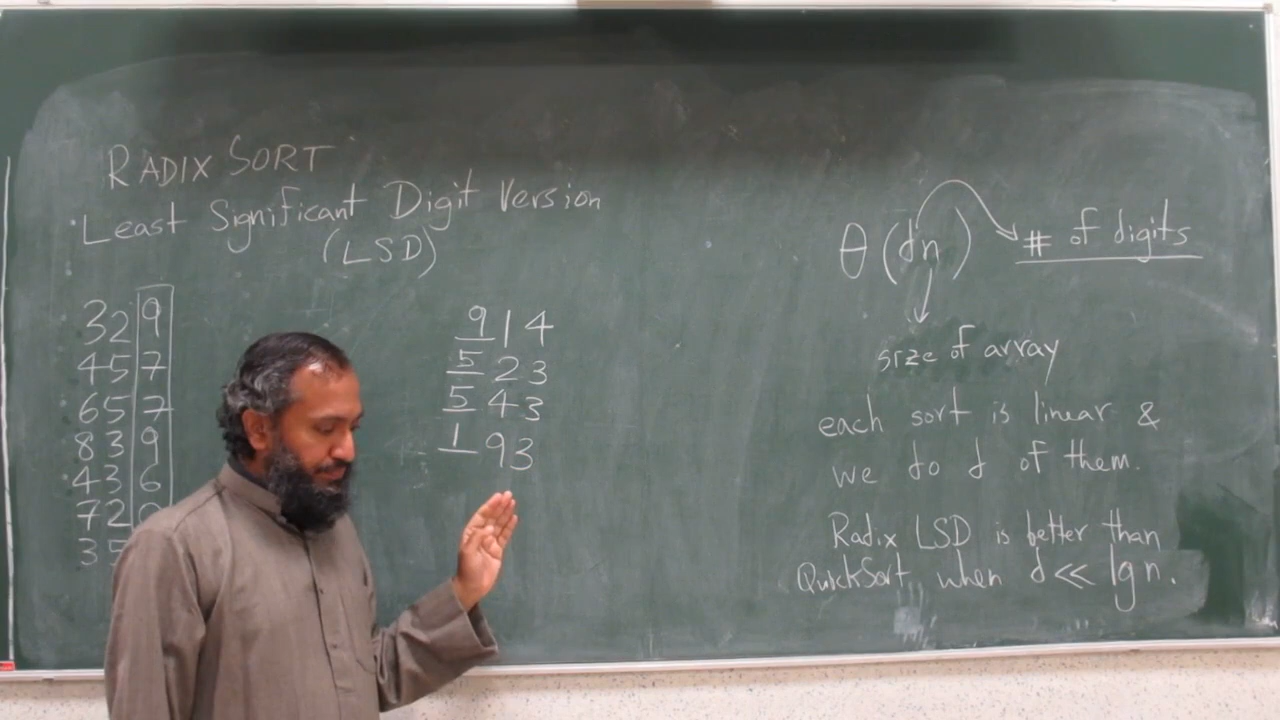 RADIX SORT
Least Significant Digit Version
(LSD)
329
457
657
839
436
72
35
914
523
543
193
θ(dn)
# of digits
size of array
each sort is linear &
we do d of them.
Radix LSD is better than
QuickSort when d << lg n.